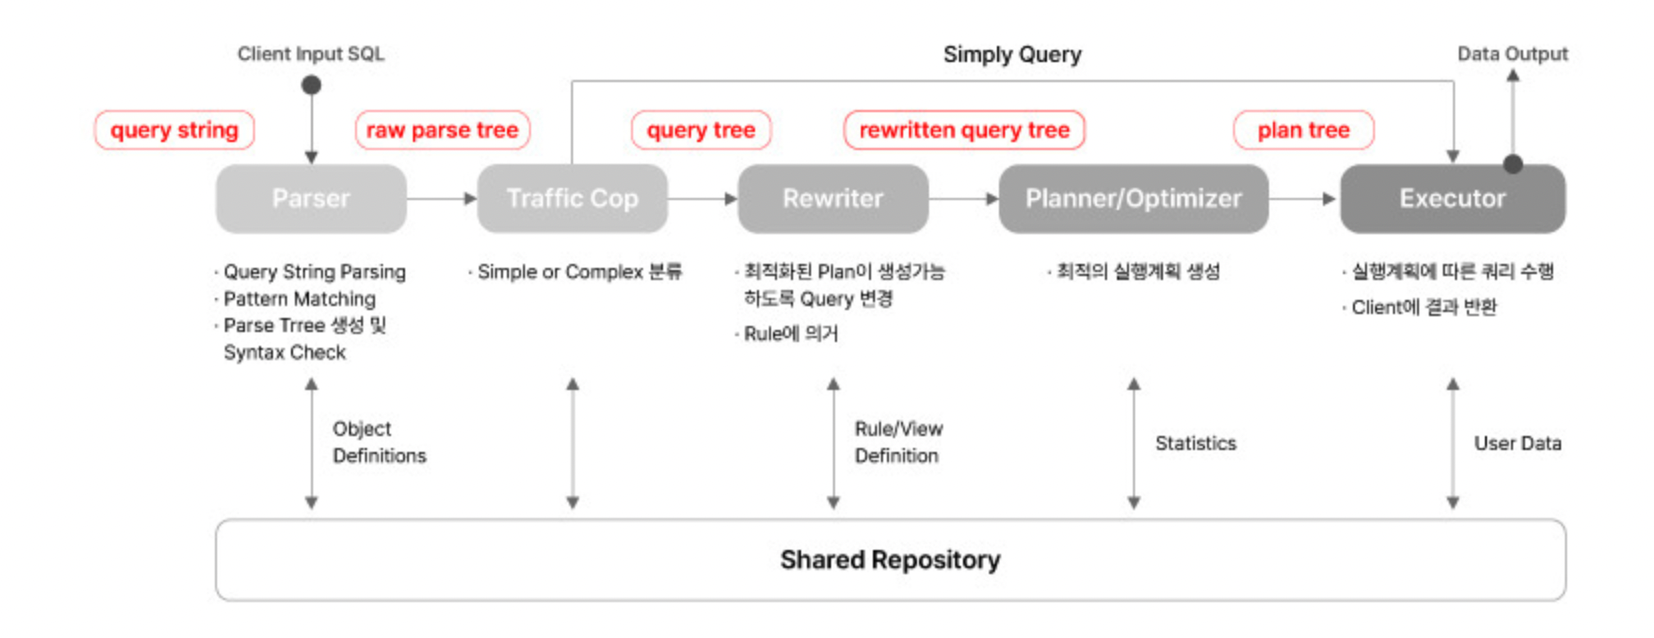 Client Input SQL
Simply Query
Data Output
query string
raw parse tree
query tree
rewritten query tree
plan tree
Parser
Traffic Cop
Rewriter
Planner/Optimizer
Executor
· Query String Parsing
· Pattern Matching
· Parse Trree 생성 및
Syntax Check
· Simple or Complex 분류
· 최적화된 Plan이 생성가능
하도록 Query 변경
· Rule에 의거
· 최적의 실행계획 생성
· 실행계획에 따른 쿼리 수행
· Client에 결과 반환
Object
Definitions
Rule/View
Definition
Statistics
User Data
Shared Repository